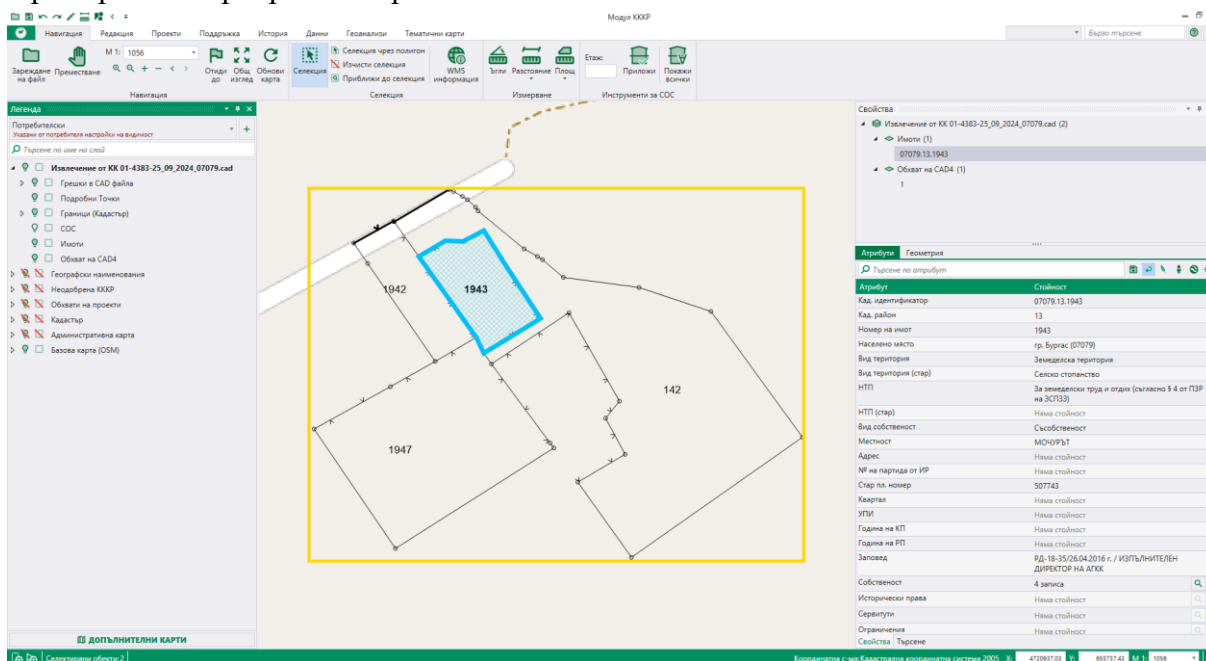 Модул КККР
Навигация Редакция Проекти Поддръжка История Данни Геоанализи Тематични карти
Бързо търсене
Зареждане на файл
Преместване
М 1: 1056
Отиди до
Общ изглед
Обнови карта
Навигация
Селекция
Селекция чрез полигон
Изчисти селекция
Приближи до селекция
WMS информация
Селекция
Ъгли
Разстояние
Площ
Измерване
Етаж:
Приложи
Покажи всички
Инструменти за СОС
Легенда
Потребителски
Указани от потребителя настройки на видимост
Търсене по име на слой
Извлечение от КК 01-4383-25_09_2024_07079.cad
Грешки в CAD файла
Подробни Точки
Граници (Кадастър)
СОС
Имоти
Обхват на CAD4
Географски наименования
Неодобрена КККР
Обхвати на проекти
Кадастър
Административна карта
Базова карта (OSM)
ДОПЪЛНИТЕЛНИ КАРТИ
1942
1943
142
1947
Свойства
Извлечение от КК 01-4383-25_09_2024_07079.cad (2)
Имоти (1)
07079.13.1943
Обхват на CAD4 (1)
1
Атрибути Геометрия
Търсене по атрибут
Атрибут Стойност
Кад. идентификатор 07079.13.1943
Кад. район 13
Номер на имот 1943
Населено място гр. Бургас (07079)
Вид територия Земеделска територия
Вид територия (стар) Селско стопанство
НТП За земеделски труд и отдих (съгласно § 4 от ПЗР
на ЗСПЗЗ)
НТП (стар) Няма стойност
Вид собственост Съсобственост
Местност МОЧУРЪТ
Адрес Няма стойност
№ на партида от ИР Няма стойност
Стар пл. номер 507743
Квартал Няма стойност
УПИ Няма стойност
Година на КП Няма стойност
Година на РП Няма стойност
Заповед РД-18-35/26.04.2016 г. / ИЗПЪЛНИТЕЛЕН
ДИРЕКТОР НА АГКК
Собственост 4 записа
Исторически права Няма стойност
Сервитути Няма стойност
Ограничения Няма стойност
Свойства Търсене
Селектирани обекти: 2
Координатна с-ма: Кадастрална координатна система 2005 X: 4720937.03 Y: 655737.43 М 1: 1056